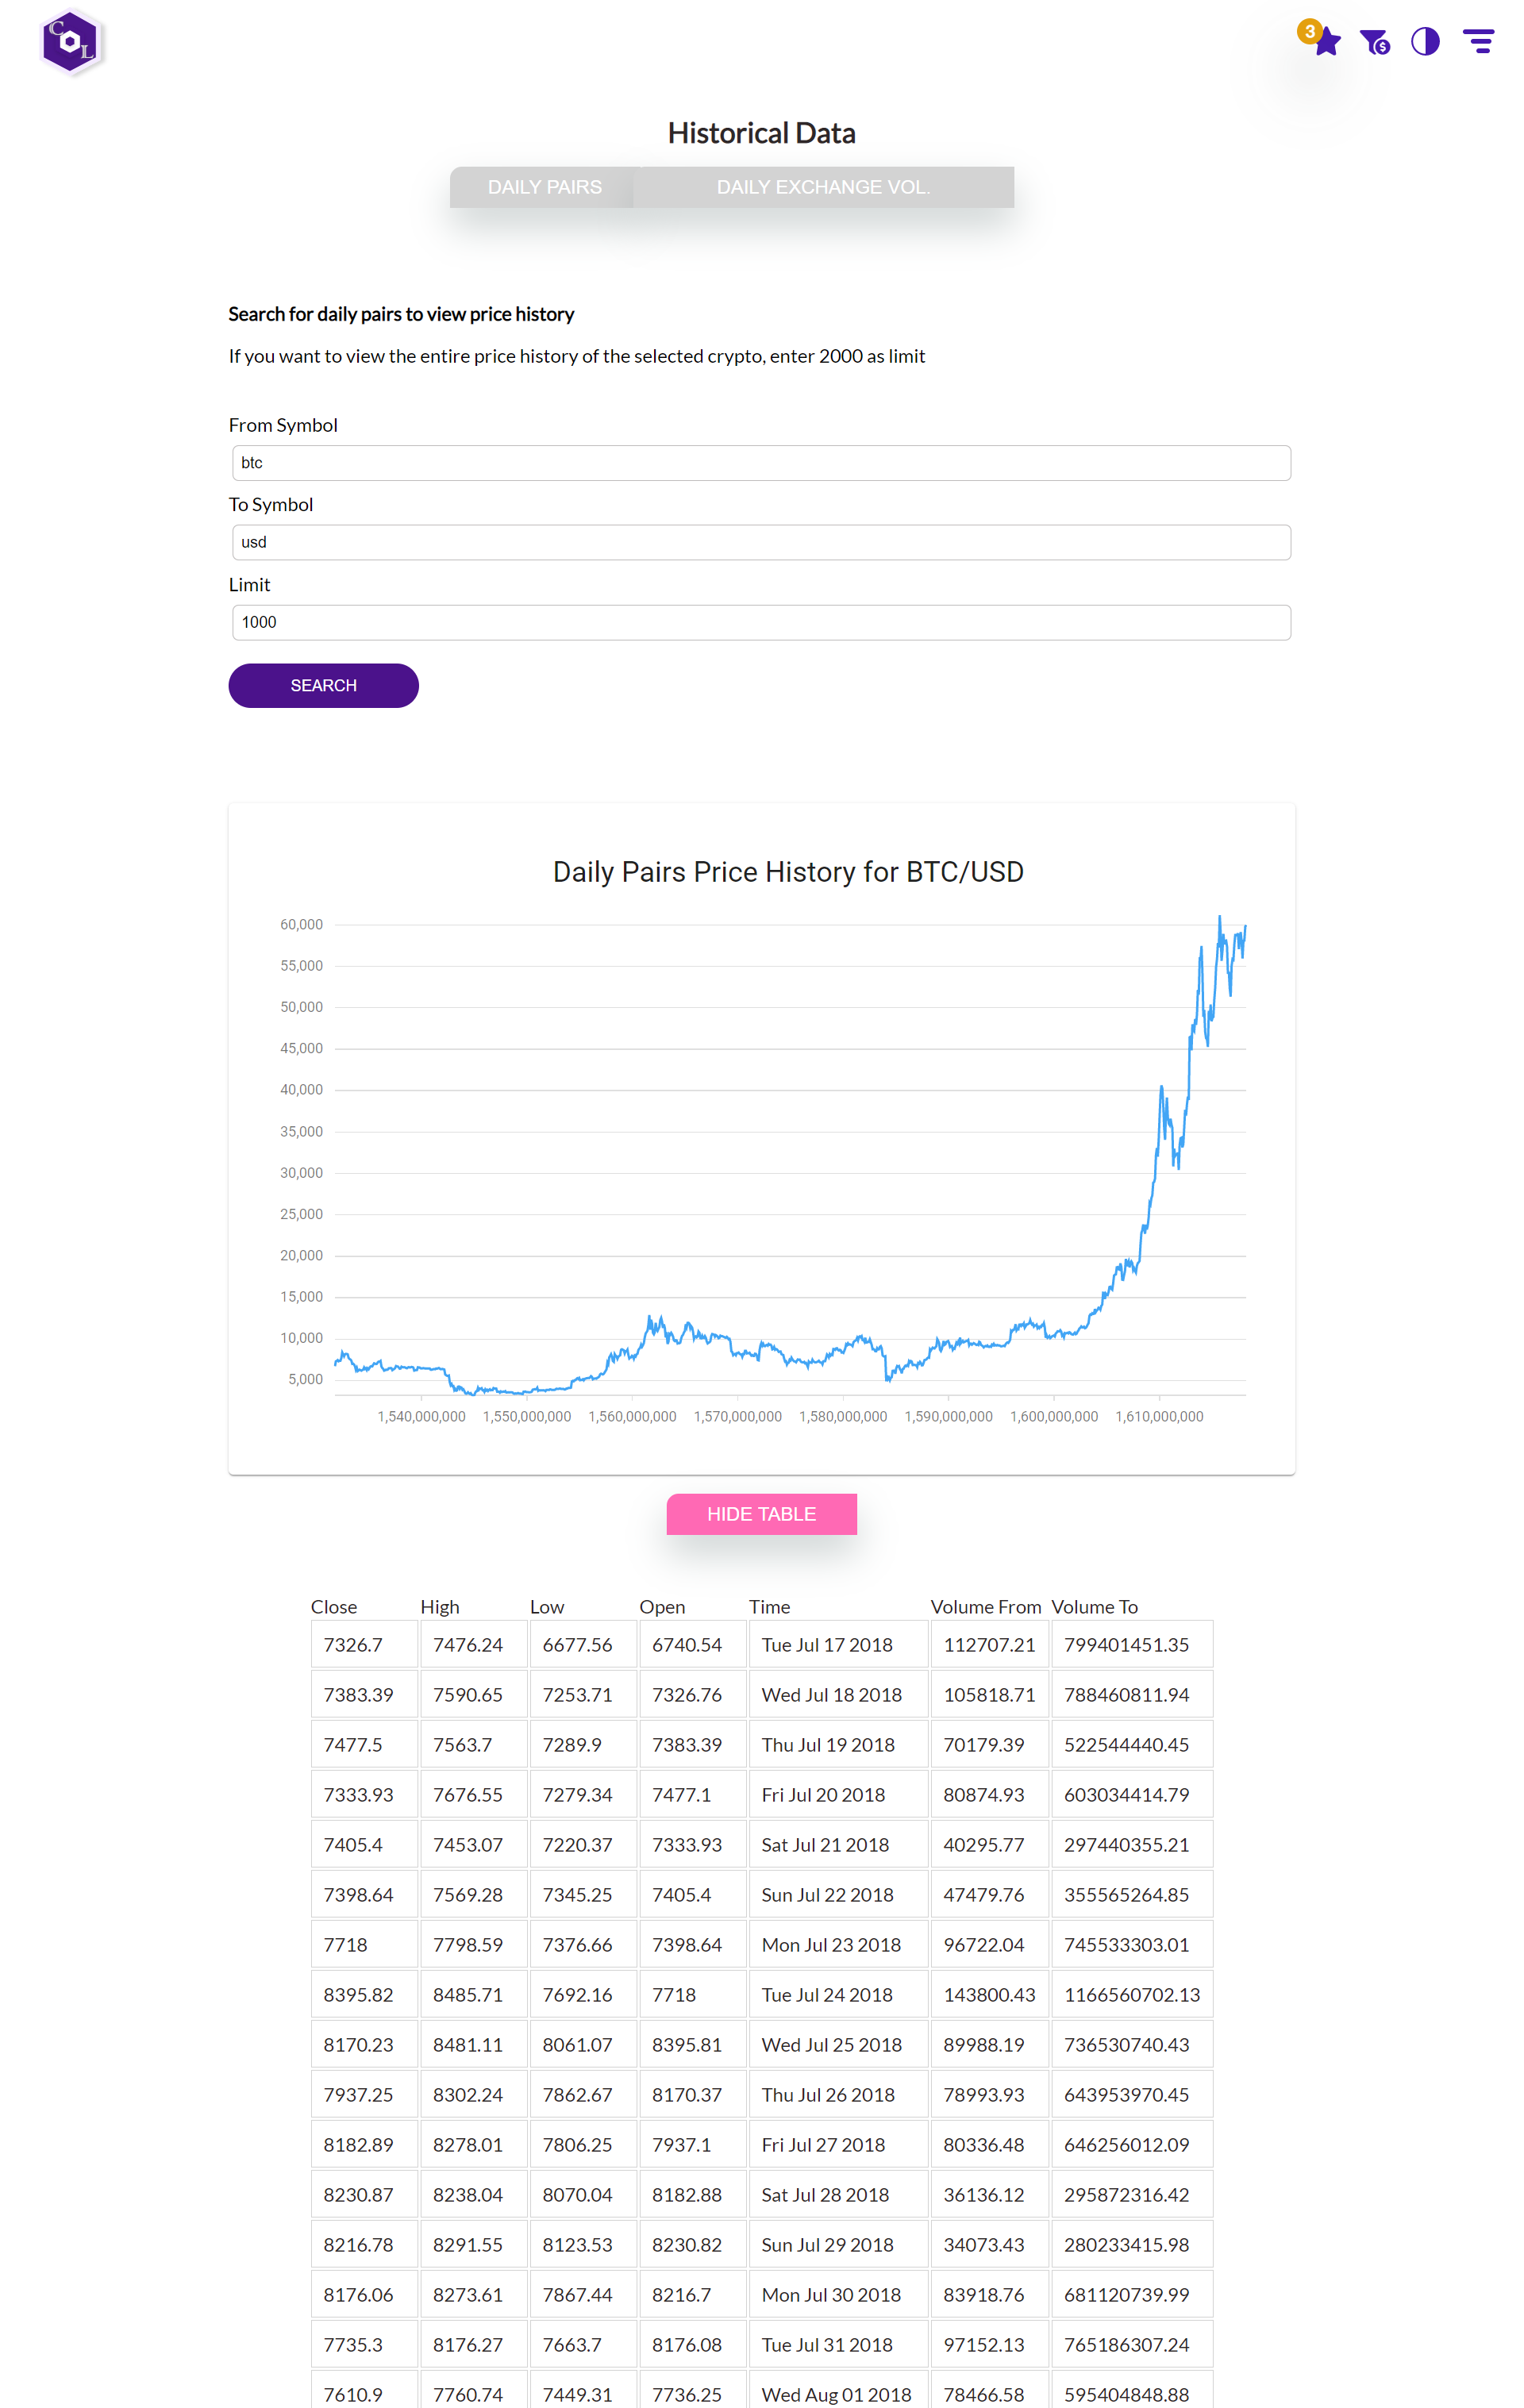 C O L
3
Historical Data
DAILY PAIRS DAILY EXCHANGE VOL.
Search for daily pairs to view price history
If you want to view the entire price history of the selected crypto, enter 2000 as limit
From Symbol
btc
To Symbol
usd
Limit
1000
SEARCH
Daily Pairs Price History for BTC/USD
60,000
55,000
50,000
45,000
40,000
35,000
30,000
25,000
20,000
15,000
10,000
5,000
1,540,000,000 1,550,000,000 1,560,000,000 1,570,000,000 1,580,000,000 1,590,000,000 1,600,000,000 1,610,000,000
HIDE TABLE
Close High Low Open Time Volume From Volume To
7326.7 7476.24 6677.56 6740.54 Tue Jul 17 2018 112707.21 799401451.35
7383.39 7590.65 7253.71 7326.76 Wed Jul 18 2018 105818.71 788460811.94
7477.5 7563.7 7289.9 7383.39 Thu Jul 19 2018 70179.39 522544440.45
7333.93 7676.55 7279.34 7477.1 Fri Jul 20 2018 80874.93 603034414.79
7405.4 7453.07 7220.37 7333.93 Sat Jul 21 2018 40295.77 297440355.21
7398.64 7569.28 7345.25 7405.4 Sun Jul 22 2018 47479.76 355565264.85
7718 7798.59 7376.66 7398.64 Mon Jul 23 2018 96722.04 745533303.01
8395.82 8485.71 7692.16 7718 Tue Jul 24 2018 143800.43 1166560702.13
8170.23 8481.11 8061.07 8395.81 Wed Jul 25 2018 89988.19 736530740.43
7937.25 8302.24 7862.67 8170.37 Thu Jul 26 2018 78993.93 643953970.45
8182.89 8278.01 7806.25 7937.1 Fri Jul 27 2018 80336.48 646256012.09
8230.87 8238.04 8070.04 8182.88 Sat Jul 28 2018 36136.12 295872316.42
8216.78 8291.55 8123.53 8230.82 Sun Jul 29 2018 34073.43 280233415.98
8176.06 8273.61 7867.44 8216.7 Mon Jul 30 2018 83918.76 681120739.99
7735.3 8176.27 7663.7 8176.08 Tue Jul 31 2018 97152.13 765186307.24
7610.9 7760.74 7449.31 7736.25 Wed Aug 01 2018 78466.58 595404848.88